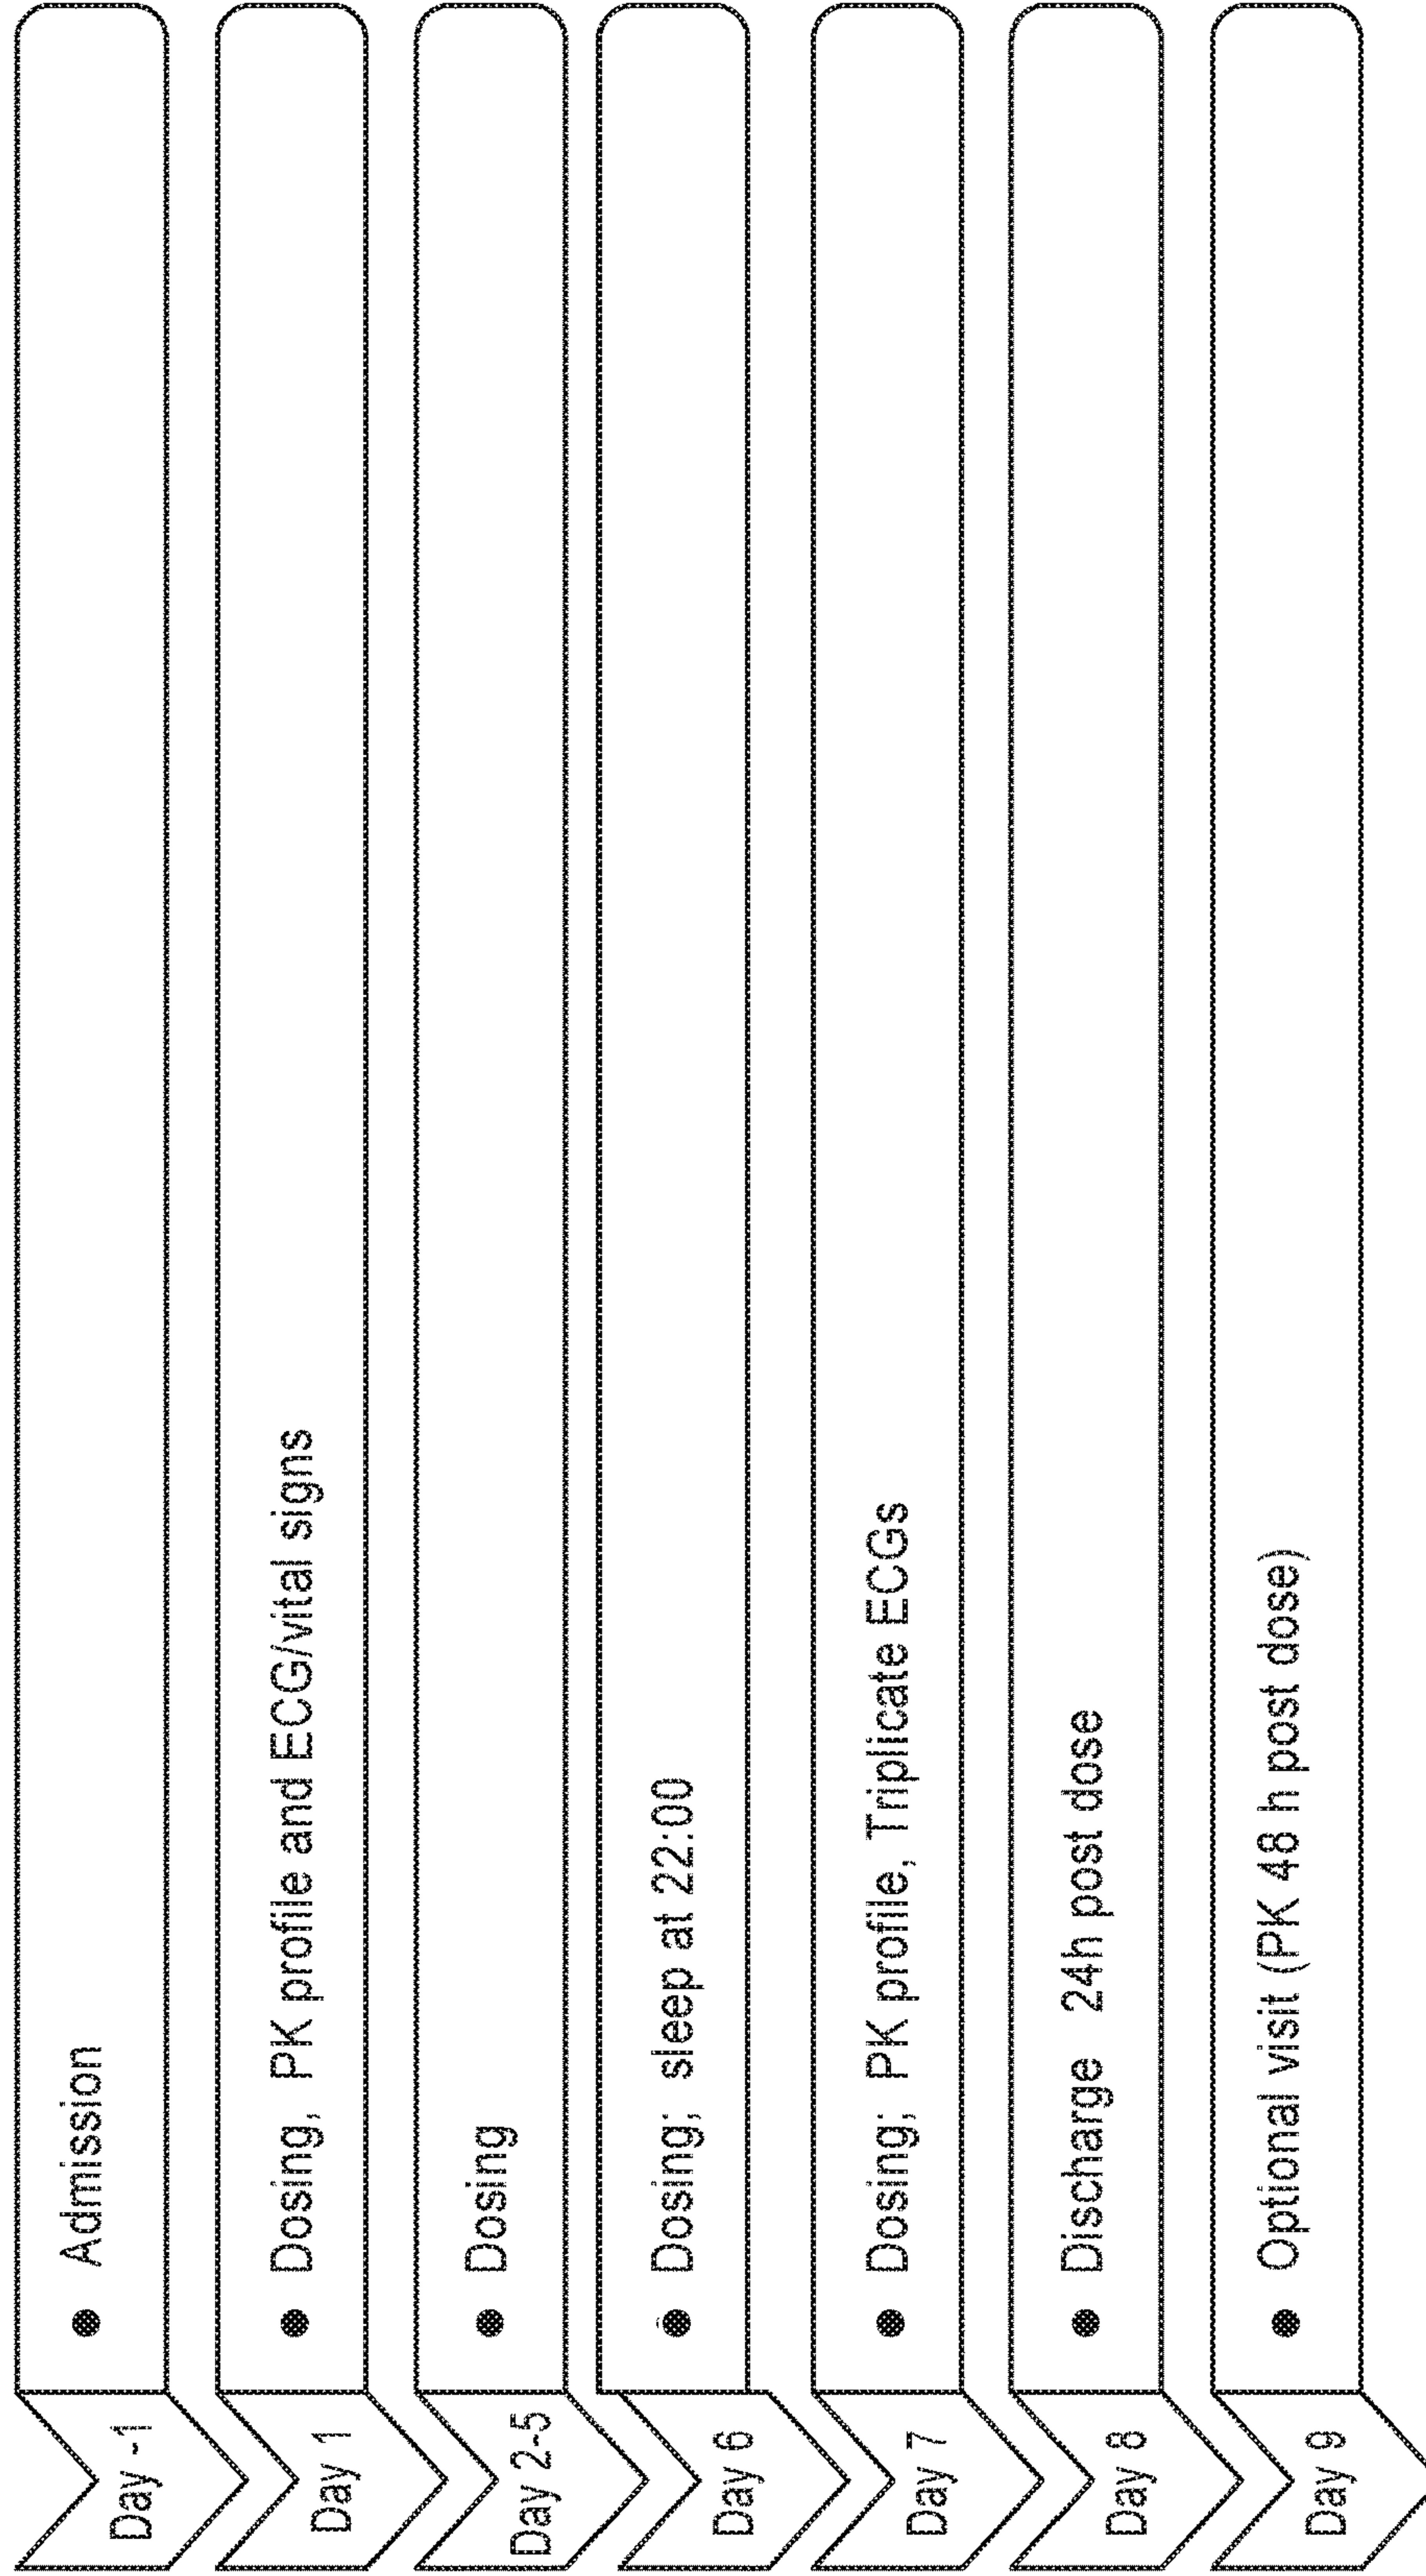 Day -1
● Admission
Day 1
● Dosing, PK profile and ECG/vital signs
Day 2-5
● Dosing
Day 6
● Dosing; sleep at 22:00
Day 7
● Dosing; PK profile, Triplicate ECGs
Day 8
● Discharge 24h post dose
Day 9
● Optional visit (PK 48 h post dose)